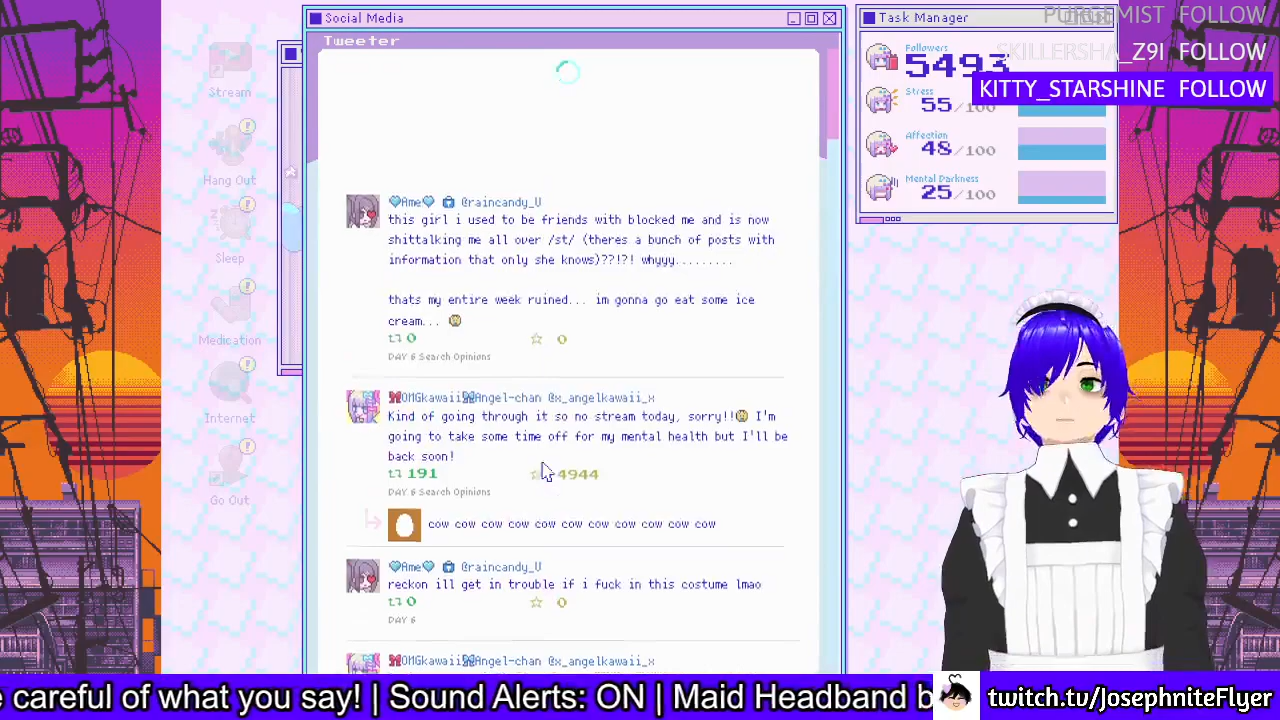 Social Media
Tweeter
Stream
Hang Out
Sleep
Medication
Internet
Go Out
♡Ame♡ @raincandy_U
this girl i used to be friends with blocked me and is now
shittalking me all over /st/ (theres a bunch of posts with
information that only she knows)??!?! whyyy.........
thats my entire week ruined... im gonna go eat some ice
cream...
0 0
DAY 6 Search Opinions
OMGkawaiiAngel-chan @x_angelkawaii_x
Kind of going through it so no stream today, sorry!! I'm
going to take some time off for my mental health but I'll be
back soon!
191 4944
DAY 6 Search Opinions
cow cow cow cow cow cow cow cow cow cow cow
♡Ame♡ @raincandy_U
reckon ill get in trouble if i fuck in this costume lmao
0 0
DAY 6
OMGkawaiiAngel-chan @x_angelkawaii_x
Task Manager
Followers
5493
Stress
55/100
Affection
48/100
Mental Darkness
25/100
FOLLOW
FOLLOW
KITTY_STARSHINE FOLLOW
careful of what you say! | Sound Alerts: ON | Maid Headband
twitch.tv/JosephniteFlyer